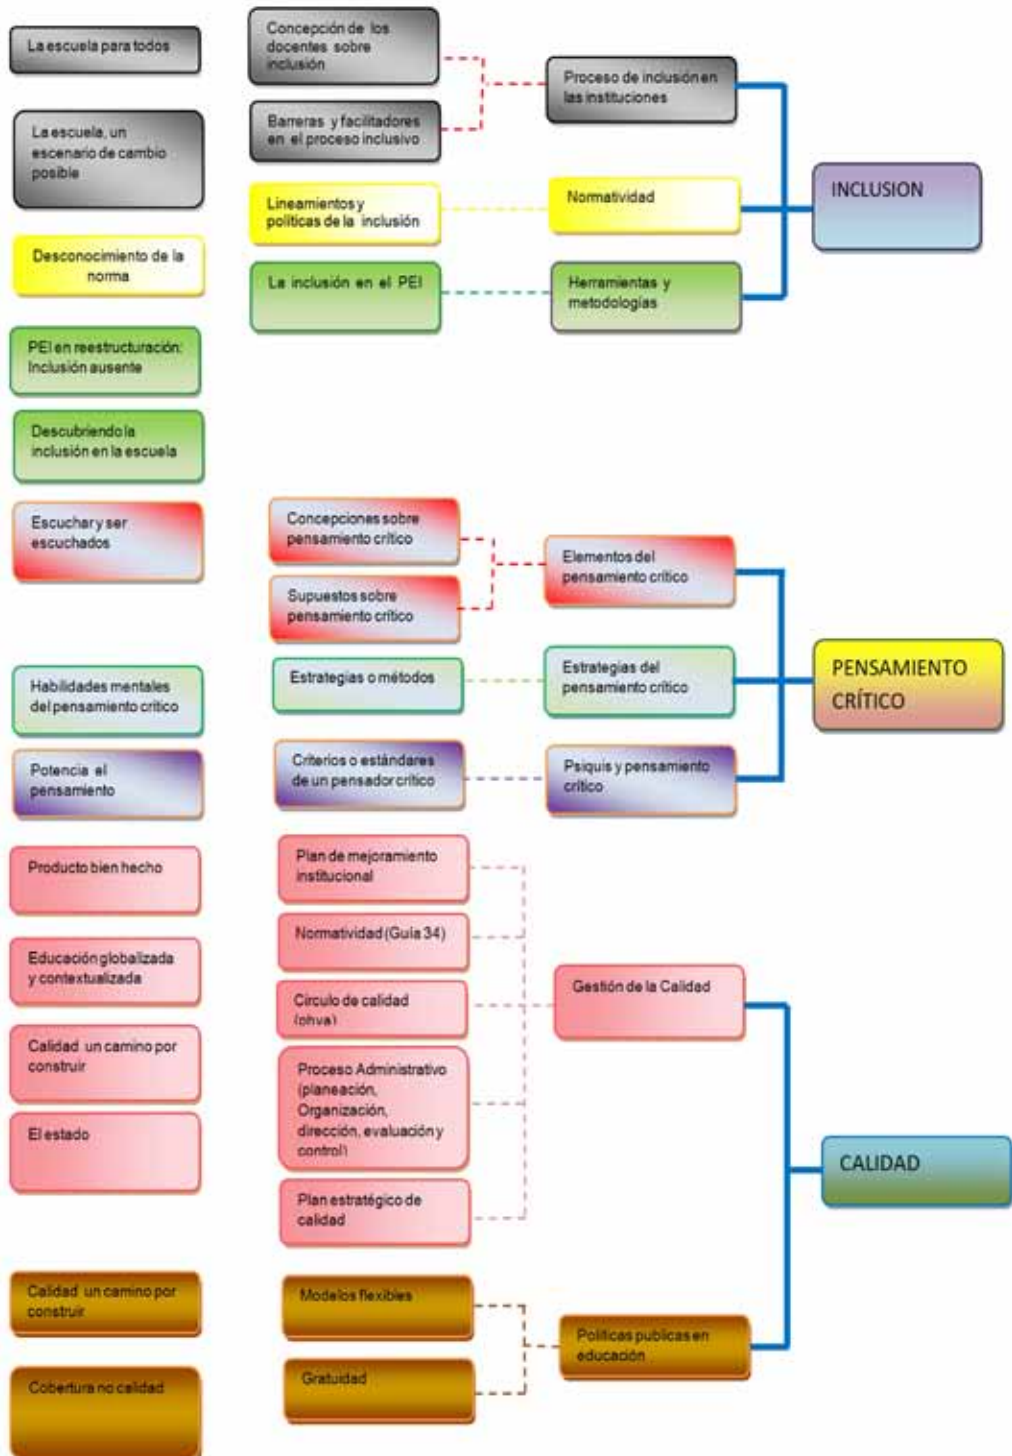 La escuela para todos
Concepción de los
docentes sobre
inclusión
Proceso de inclusión en
las instituciones
Barreras y facilitadores
en el proceso inclusivo
La escuela, un
escenario de cambio
posible
INCLUSION
Lineamientos y
políticas de la inclusión
Normatividad
Desconocimiento de la
norma
La inclusión en el PEI
Herramientas y
metodologías
PEI en reestructuración:
Inclusión ausente
Descubriendo la
inclusión en la escuela
Escuchar y ser
escuchados
Concepciones sobre
pensamiento crítico
Elementos del
pensamiento crítico
Supuestos sobre
pensamiento crítico
PENSAMIENTO
CRÍTICO
Habilidades mentales
del pensamiento crítico
Estrategias o métodos
Estrategias del
pensamiento crítico
Potencia el
pensamiento
Criterios o estándares
de un pensador crítico
Psiquis y pensamiento
crítico
Producto bien hecho
Plan de mejoramiento
institucional
Normatividad (Guía 34)
Educación globalizada
y contextualizada
Gestión de la Calidad
Circulo de calidad
(phva)
Calidad un camino por
construir
Proceso Administrativo
(planeación,
Organización,
dirección, evaluación y
control)
El estado
CALIDAD
Plan estratégico de
calidad
Calidad un camino por
construir
Modelos flexibles
Políticas publicas en
educación
Cobertura no calidad
Gratuidad